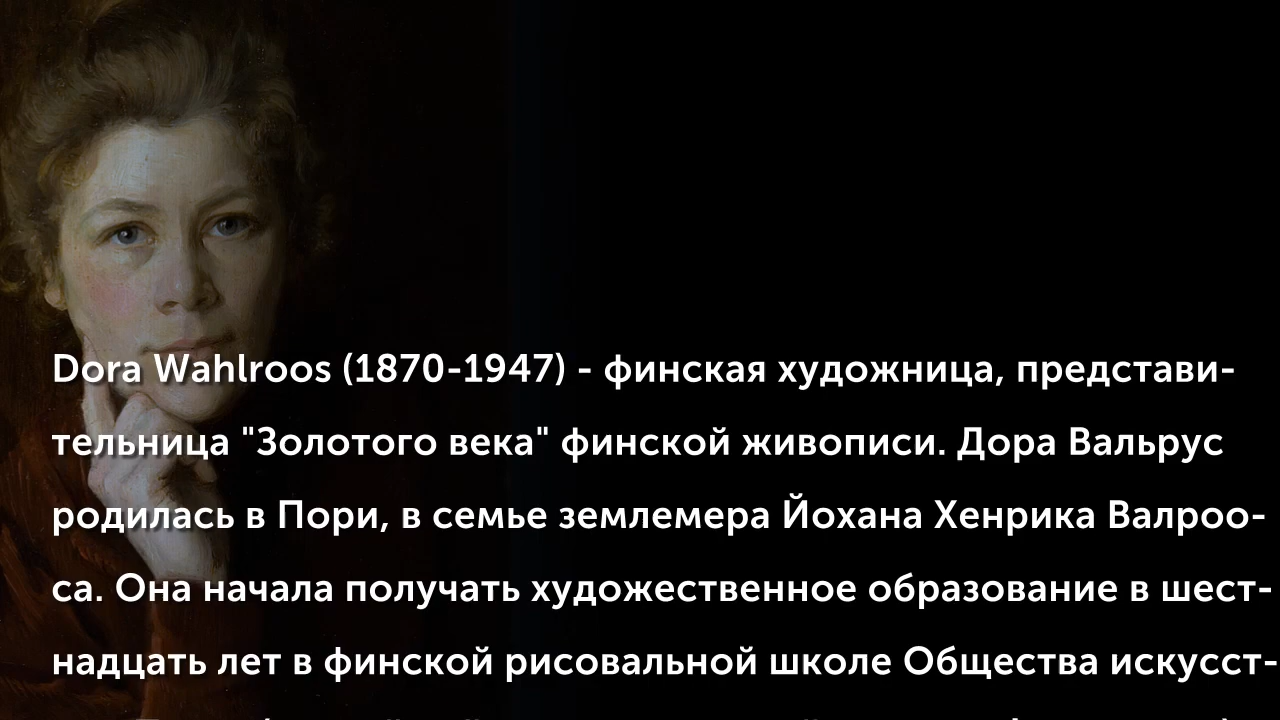 Dora Wahlroos (1870-1947) - финская художница, представи-
тельница "Золотого века" финской живописи. Дора Вальрус
родилась в Пори, в семье землемера Йохана Хенрика Валроо-
са. Она начала получать художественное образование в шест-
надцать лет в финской рисовальной школе Общества искусст-